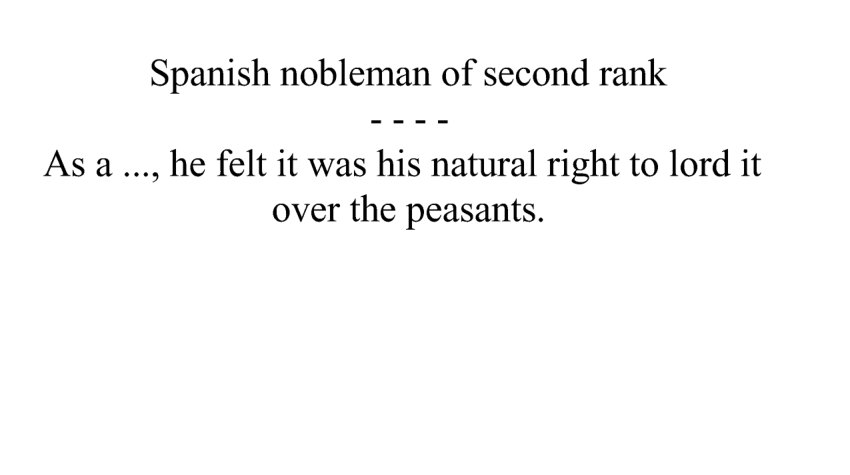 Spanish nobleman of second rank
- - - -
As a ..., he felt it was his natural right to lord it
over the peasants.